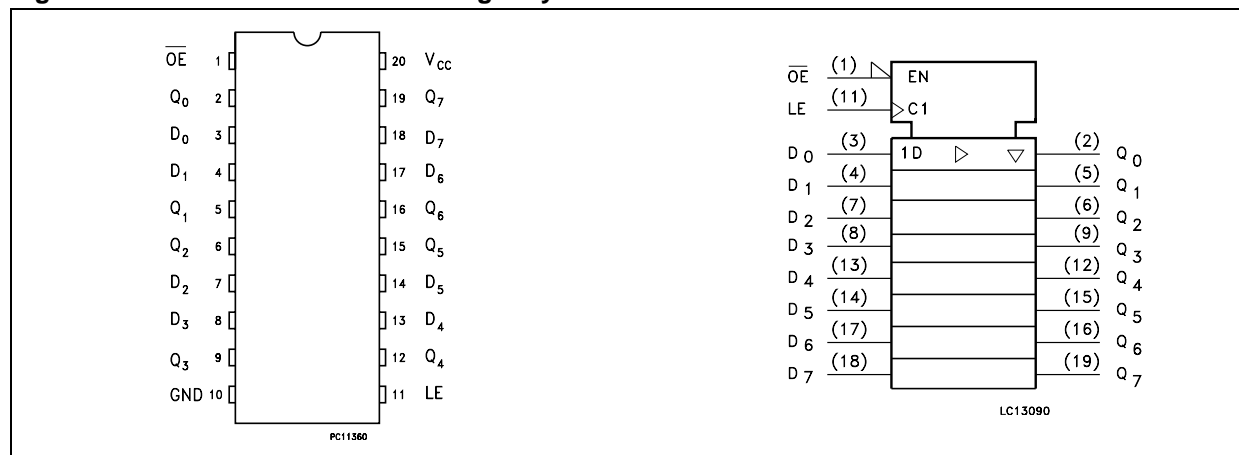 OE 1 20 VCC
Q0 2 19 Q7
D0 3 18 D7
D1 4 17 D6
Q1 5 16 Q6
Q2 6 15 Q5
D2 7 14 D5
D3 8 13 D4
Q3 9 12 Q4
GND 10 11 LE
PC11360
OE (1) EN
LE (11) C1
D0 (3) 1D (2) Q0
D1 (4) (5) Q1
D2 (7) (6) Q2
D3 (8) (9) Q3
D4 (13) (12) Q4
D5 (14) (15) Q5
D6 (17) (16) Q6
D7 (18) (19) Q7
LC13090